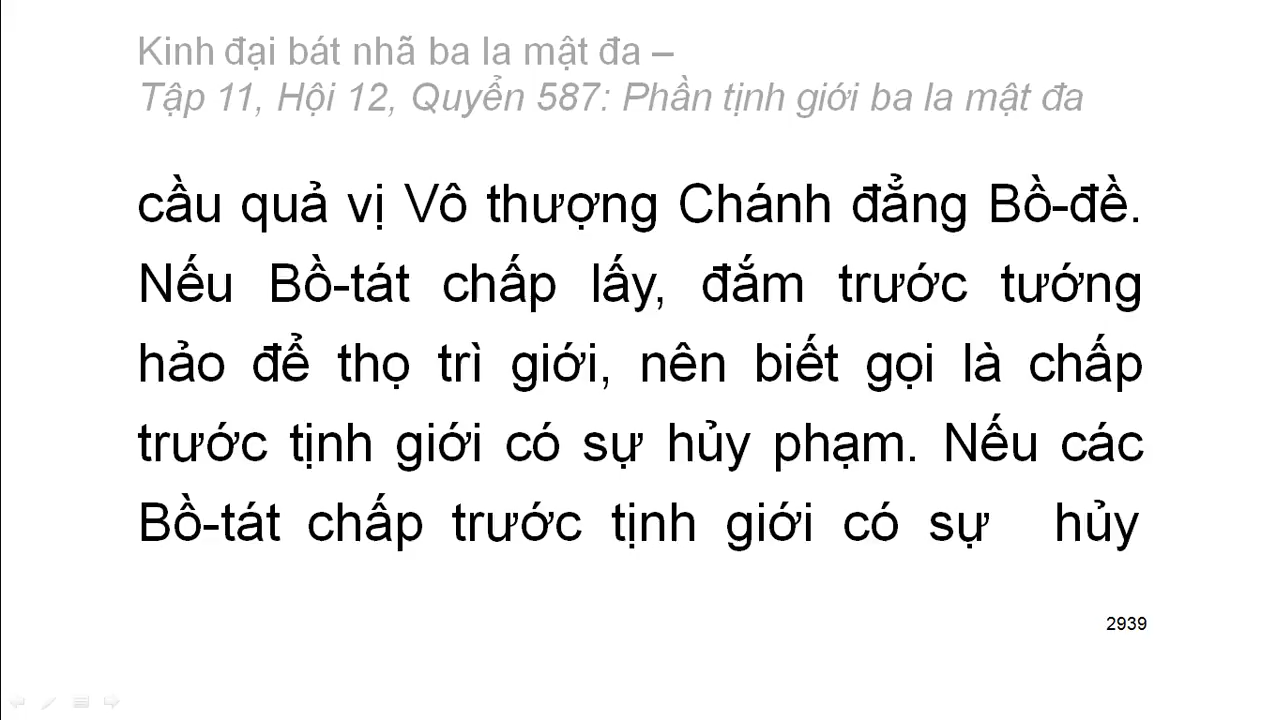 Kinh đại bát nhã ba la mật đa –
Tập 11, Hội 12, Quyển 587: Phần tịnh giới ba la mật đa
cầu quả vị Vô thượng Chánh đẳng Bồ-đề.
Nếu Bồ-tát chấp lấy, đắm trước tướng
hảo để thọ trì giới, nên biết gọi là chấp
trước tịnh giới có sự hủy phạm. Nếu các
Bồ-tát chấp trước tịnh giới có sự hủy
2939